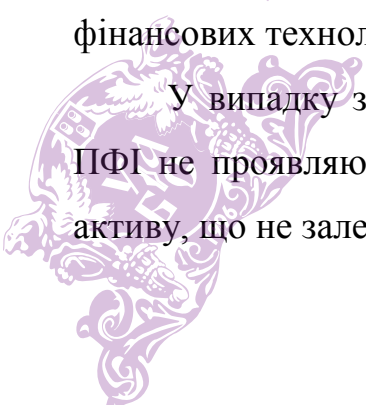 фінансових технол
У випадку з
ПФІ не проявляю
активу, що не зале